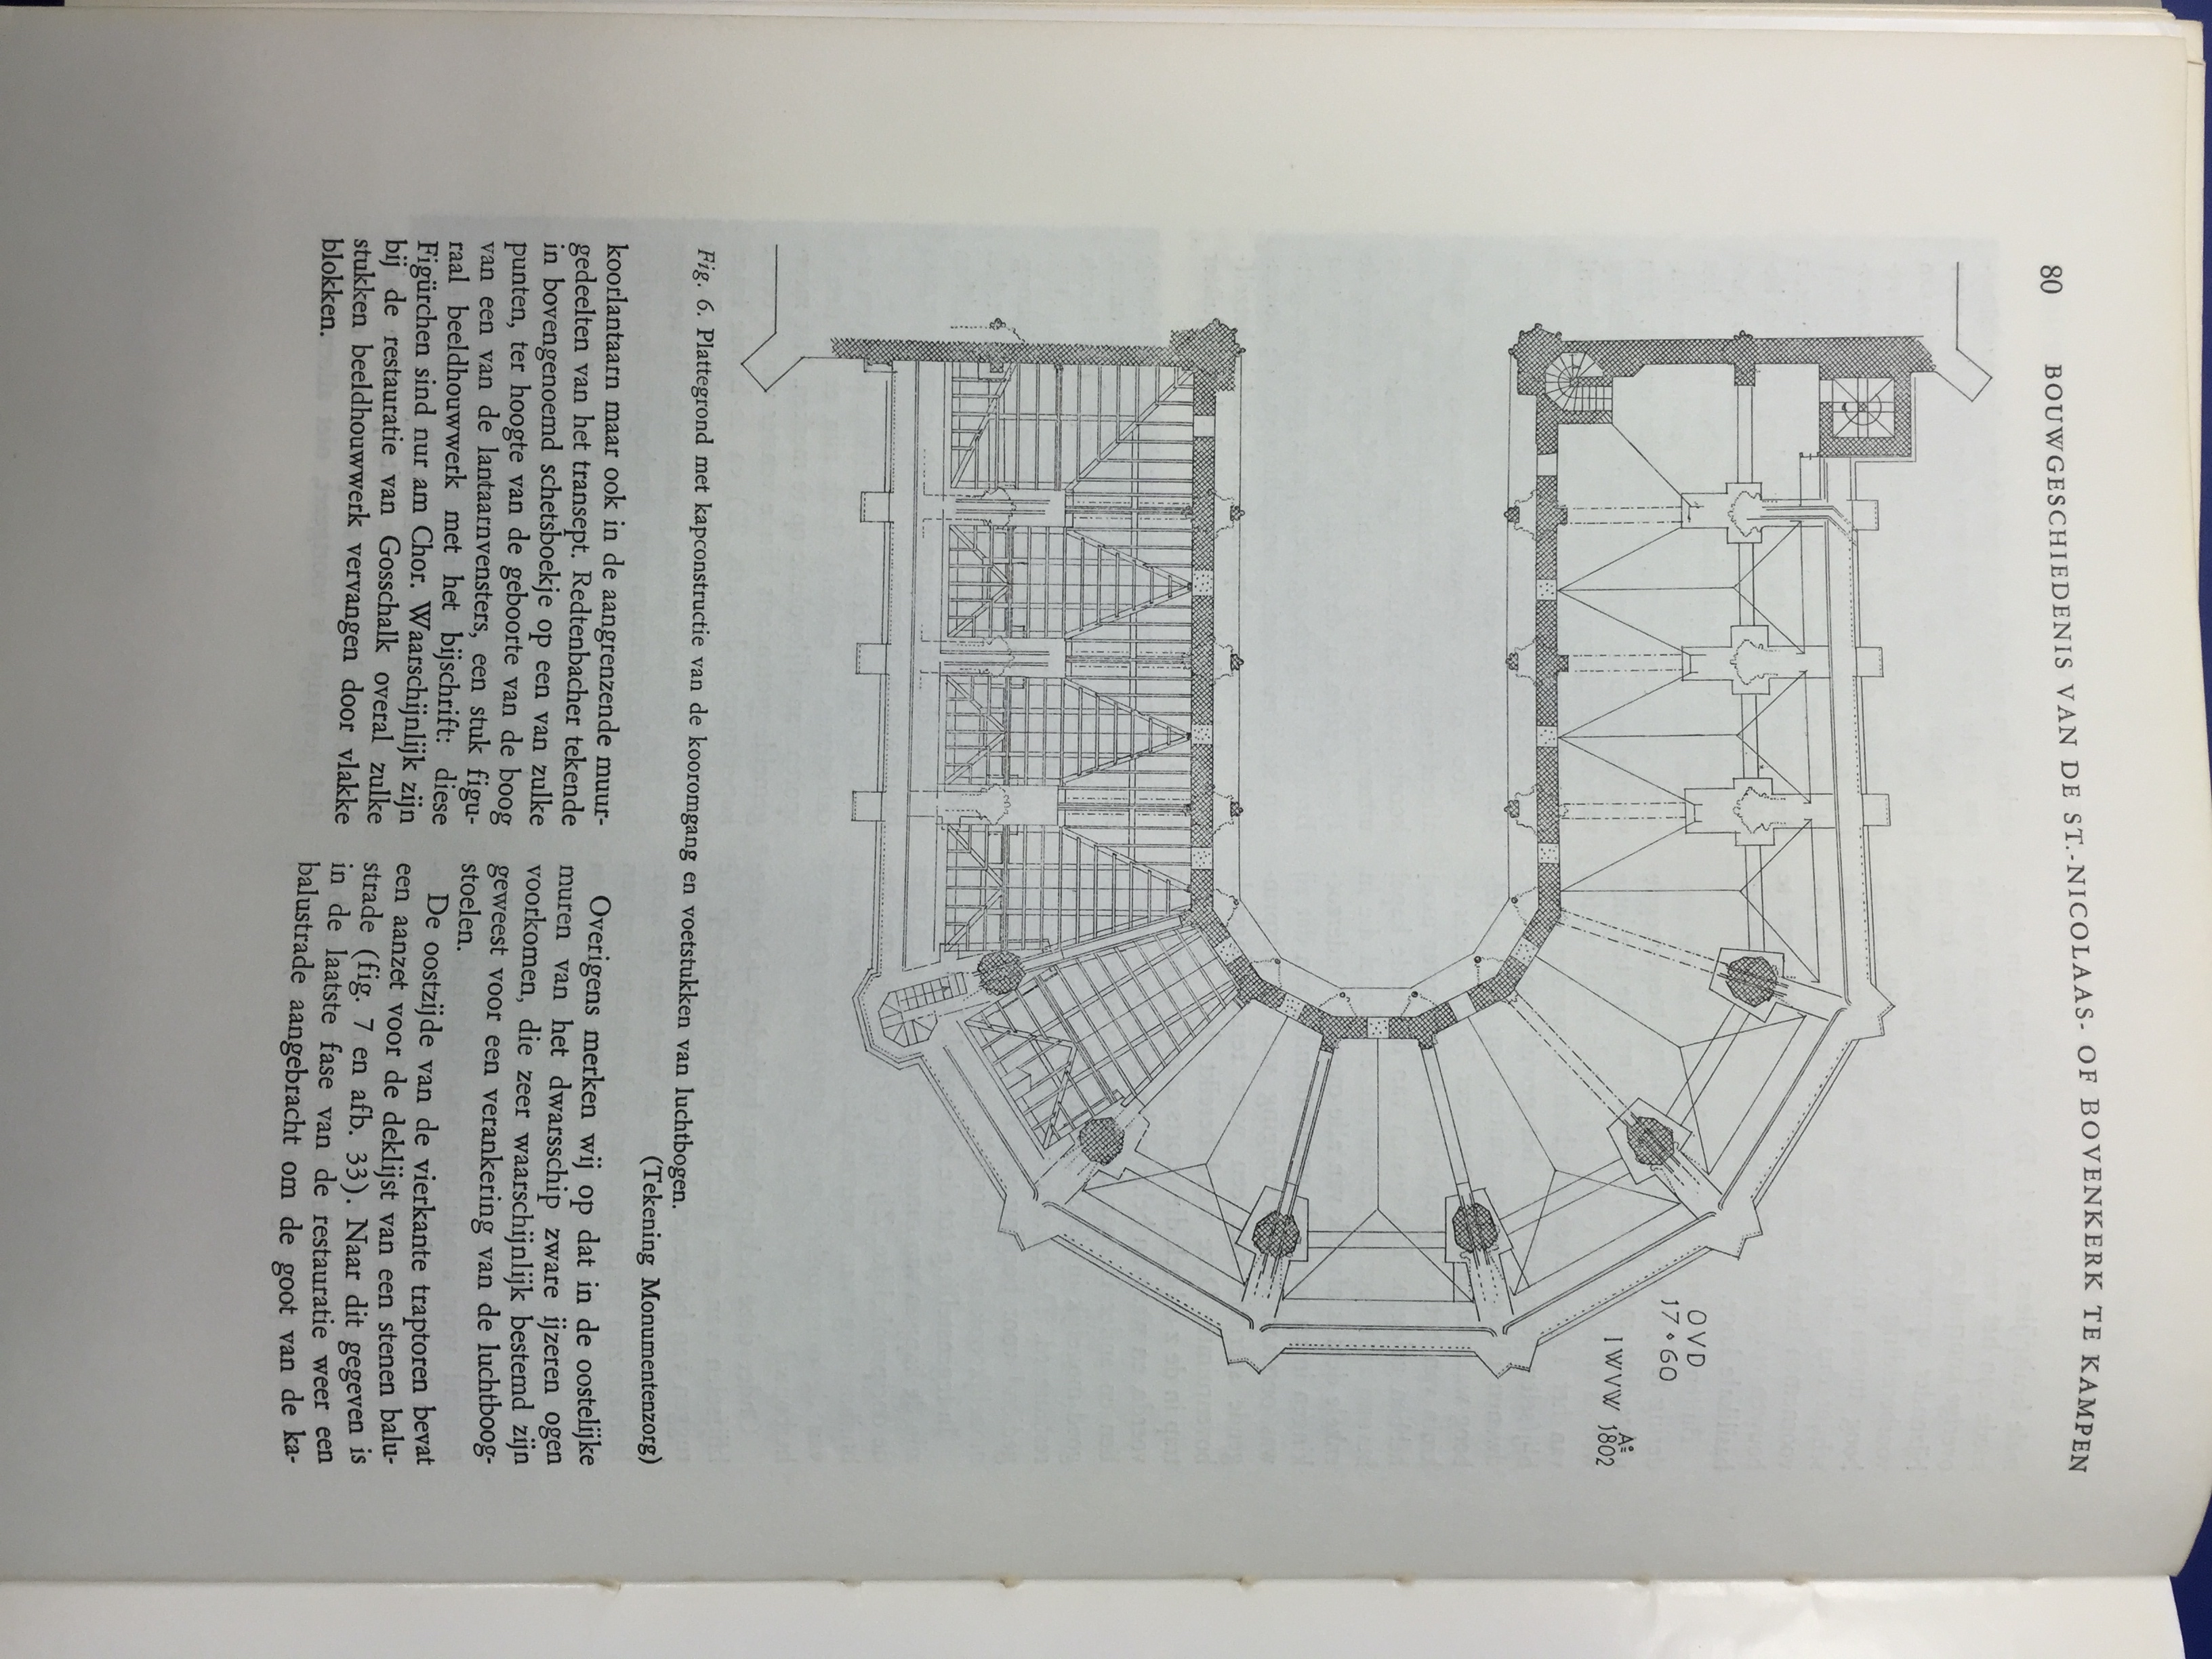 80 BOUWGESCHIEDENIS VAN DE ST.-NICOLAAS- OF BOVENKERK TE KAMPEN
OVD
17·60
IWVW A° 1802
Fig. 6. Plattegrond met kapconstructie van de kooromgang en voetstukken van luchtbogen.
(Tekening Monumentenzorg)
koorlantaarn maar ook in de aangrenzende muur-
gedeelten van het transept. Redtenbacher tekende
in bovengenoemd schetsboekje op een van zulke
punten, ter hoogte van de geboorte van de boog
van een van de lantaarnvensters, een stuk figu-
raal beeldhouwwerk met het bijschrift: diese
Figürchen sind nur am Chor. Waarschijnlijk zijn
bij de restauratie van Gosschalk overal zulke
stukken beeldhouwwerk vervangen door vlakke
blokken.
Overigens merken wij op dat in de oostelijke
muren van het dwarsschip zware ijzeren ogen
voorkomen, die zeer waarschijnlijk bestemd zijn
geweest voor een verankering van de luchtboog-
stoelen.
De oostzijde van de vierkante traptoren bevat
een aanzet voor de deklijst van een stenen balu-
strade (fig. 7 en afb. 33). Naar dit gegeven is
in de laatste fase van de restauratie weer een
balustrade aangebracht om de goot van de ka-